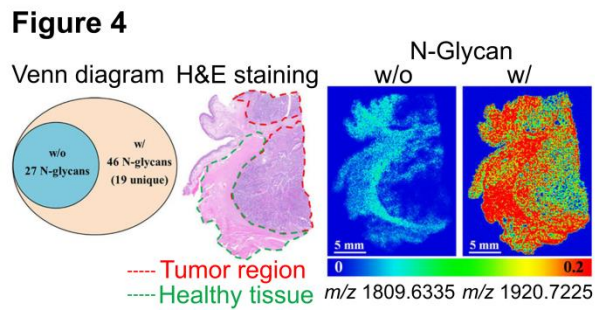 Figure 4
Venn diagram
w/o
27 N-glycans
w/
46 N-glycans
(19 unique)
H&E staining
Tumor region
Healthy tissue
N-Glycan
w/o
w/
5 mm
5 mm
0
0.2
m/z 1809.6335
m/z 1920.7225